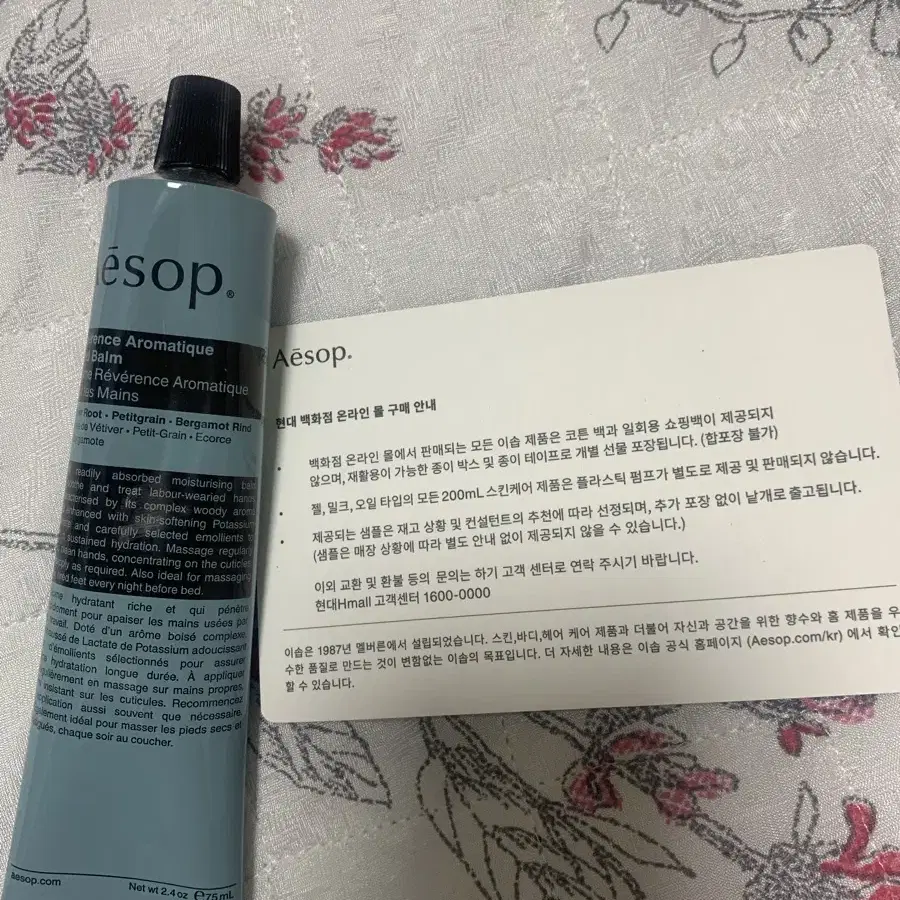 Aēsop.®
Révérence Aromatique
Balm
Révérence Aromatique
Mains
Root · Petitgrain · Bergamot Rind
Vétiver · Petit-Grain · Ecorce
readily absorbed moisturising balm
and treat labour-wearied hands
by its complex woody aroma
enhanced with skin-softening Potassium
and carefully selected emollients to
sustained hydration. Massage regularly
clean hands, concentrating on the cuticles.
as required. Also ideal for massaging
feet every night before bed.
hydratant riche et qui pénètre
pour apaiser les mains usées par
travail. Doté d'un arôme boisé complexe,
de Lactate de Potassium adoucissant
d'émollients sélectionnés pour assurer
hydratation longue durée. À appliquer
en massage sur mains propres,
insistant sur les cuticules. Recommencez
application aussi souvent que nécessaire.
idéal pour masser les pieds secs et
chaque soir au coucher.
aesop.com
Net wt 2.4 oz ℮ 75 mL
Aēsop.
현대 백화점 온라인 몰 구매 안내
• 백화점 온라인 몰에서 판매되는 모든 이솝 제품은 코튼 백과 일회용 쇼핑백이 제공되지
않으며, 재활용이 가능한 종이 박스 및 종이 테이프로 개별 선물 포장됩니다. (합포장 불가)
• 젤, 밀크, 오일 타입의 모든 200mL 스킨케어 제품은 플라스틱 펌프가 별도로 제공 및 판매되지 않습니다.
• 제공되는 샘플은 재고 상황 및 컨설턴트의 추천에 따라 선정되며, 추가 포장 없이 낱개로 출고됩니다.
(샘플은 매장 상황에 따라 별도 안내 없이 제공되지 않을 수 있습니다.)
이외 교환 및 환불 등의 문의는 하기 고객 센터로 연락 주시기 바랍니다.
현대Hmall 고객센터 1600-0000
이솝은 1987년 멜버른에서 설립되었습니다. 스킨,바디,헤어 케어 제품과 더불어 자신과 공간을 위한 향수와 홈 제품을 우
수한 품질로 만드는 것이 변함없는 이솝의 목표입니다. 더 자세한 내용은 이솝 공식 홈페이지 (Aesop.com/kr) 에서 확인
할 수 있습니다.